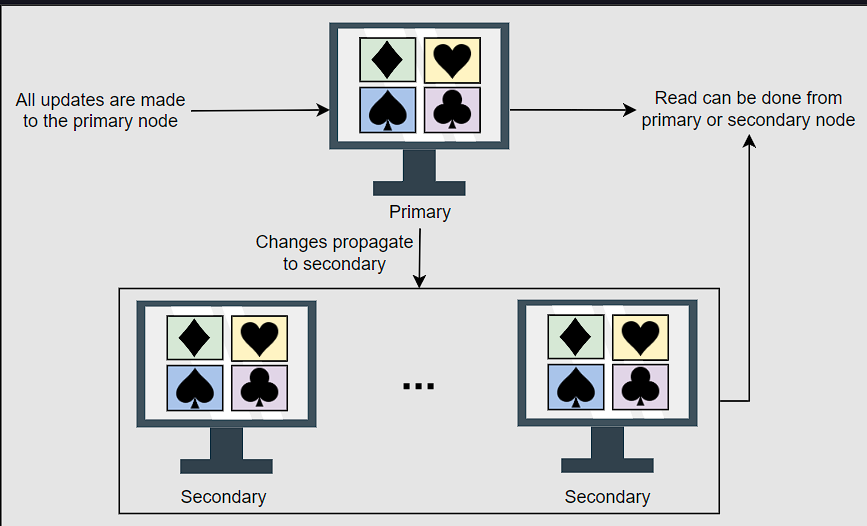 All updates are made
to the primary node
Read can be done from
primary or secondary node
Primary
Changes propagate
to secondary
...
Secondary
Secondary